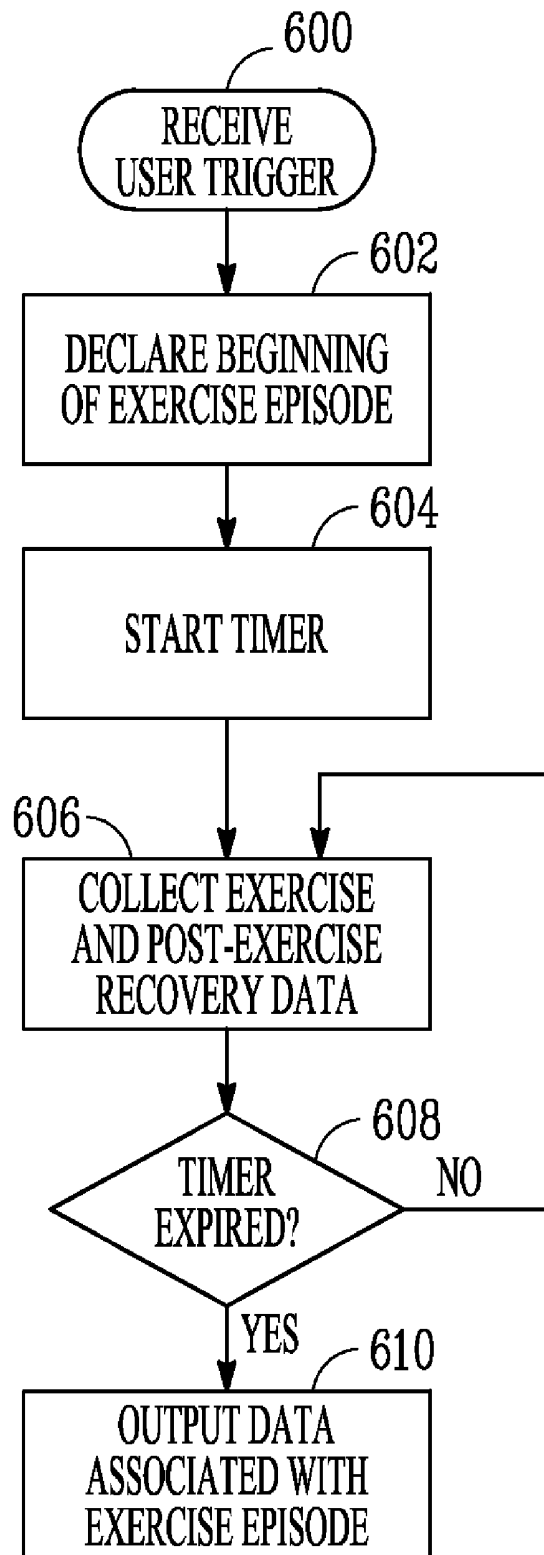 600
RECEIVE
USER TRIGGER
602
DECLARE BEGINNING
OF EXERCISE EPISODE
604
START TIMER
606
COLLECT EXERCISE
AND POST-EXERCISE
RECOVERY DATA
608
TIMER
EXPIRED?
NO
YES
610
OUTPUT DATA
ASSOCIATED WITH
EXERCISE EPISODE